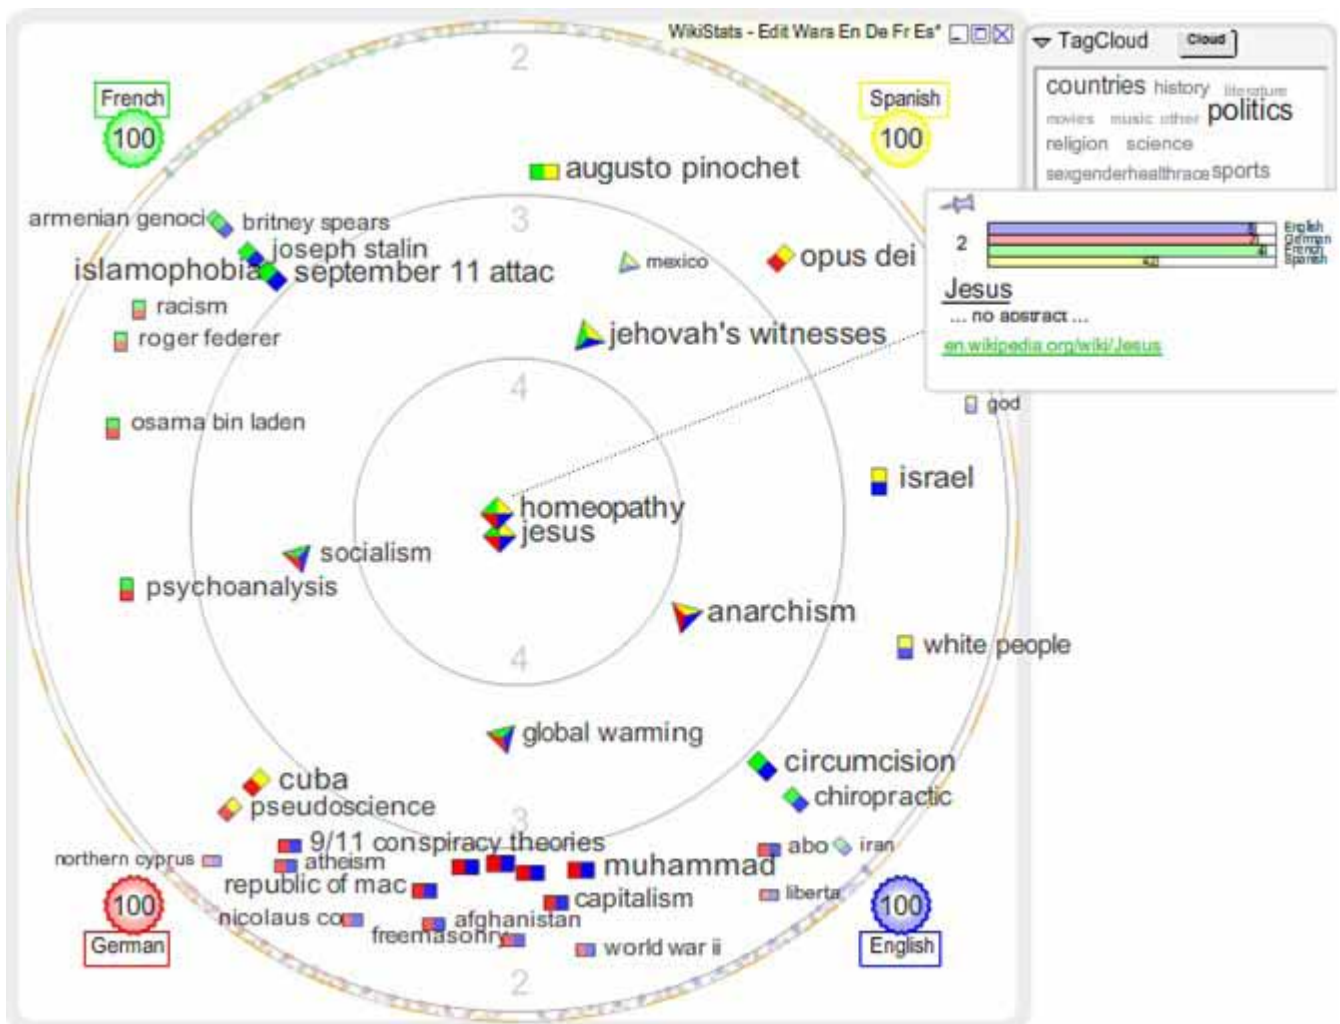 WikiStats - Edit Wars En De Fr Es*
TagCloud
Cloud
2
French
100
Spanish
100
countries history literature
movies music other politics
religion science
sexgenderhealthrace sports
augusto pinochet
3
armenian genoci
britney spears
joseph stalin
islamophobia
september 11 attac
mexico
opus dei
2
English
German
French
Spanish
Jesus
... no abstract ...
en.wikipedia.org/wiki/Jesus
racism
roger federer
jehovah's witnesses
4
god
osama bin laden
israel
homeopathy
jesus
socialism
psychoanalysis
anarchism
white people
4
global warming
circumcision
cuba
chiropractic
pseudoscience
3
9/11 conspiracy theories
abo
iran
northern cyprus
atheism
muhammad
republic of mac
capitalism
liberta
100
German
nicolaus co
afghanistan
freemasonry
world war ii
100
English
2